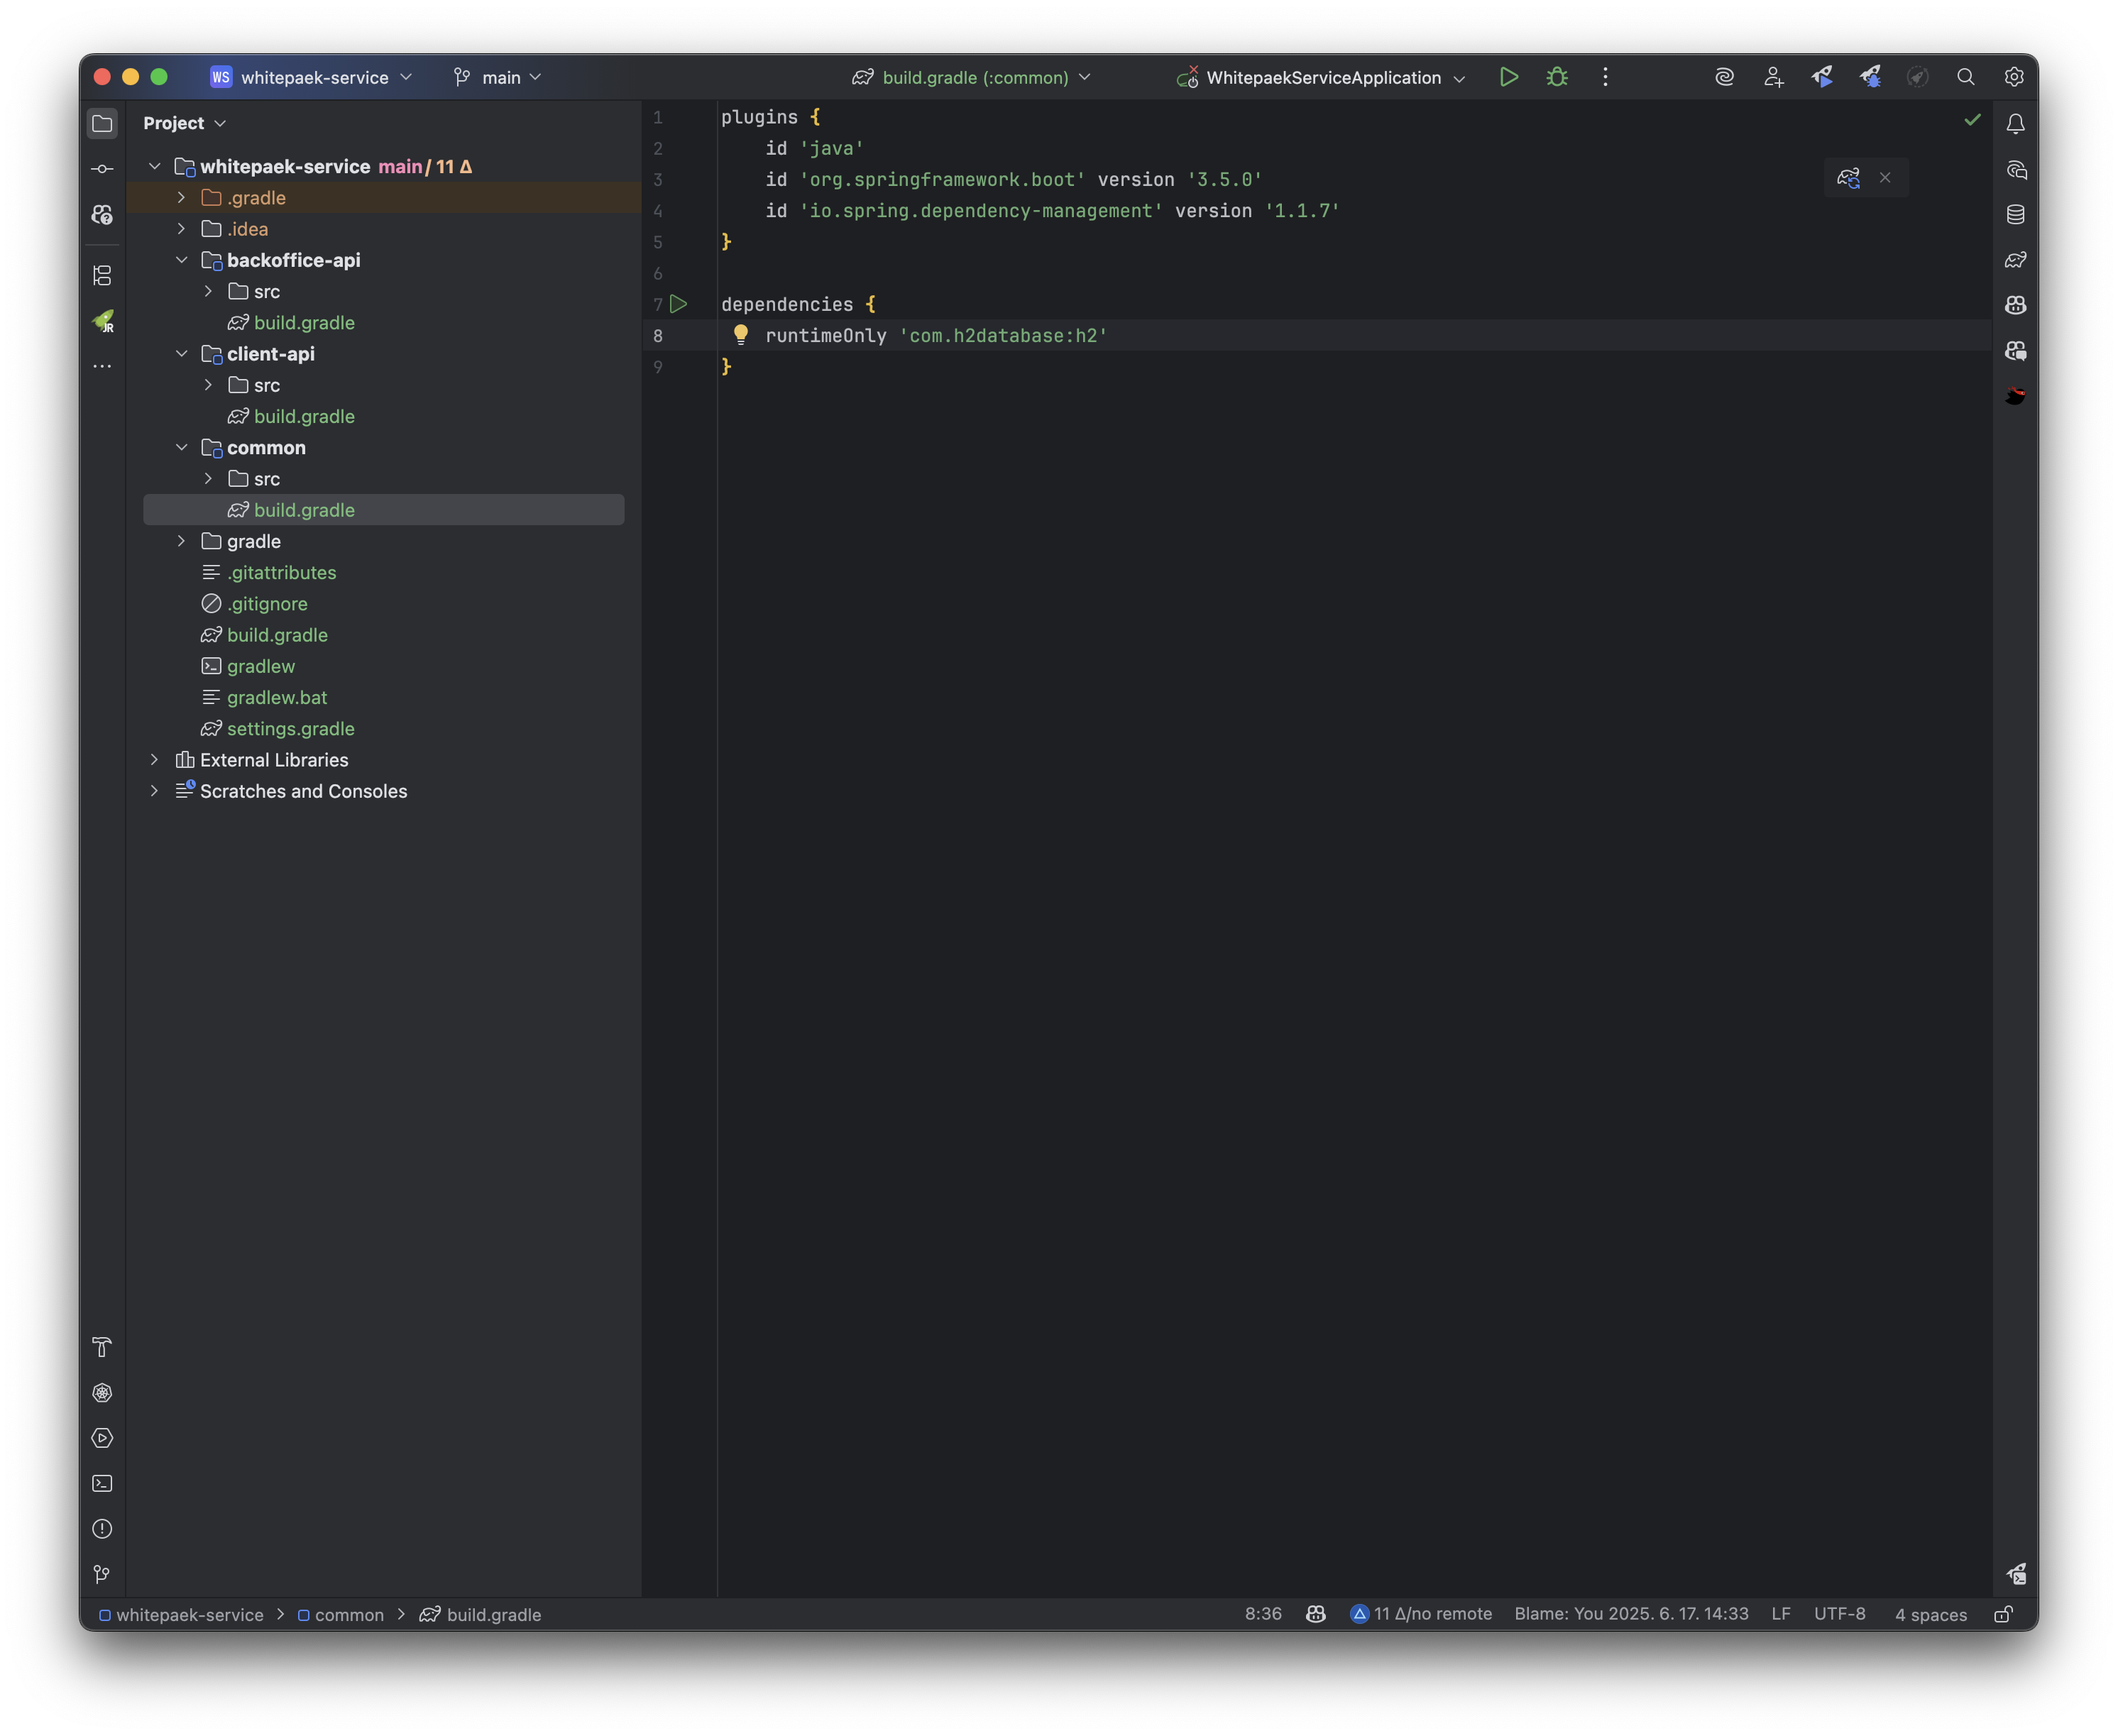 WS whitepaek-service main build.gradle (:common) WhitepaekServiceApplication
Project
whitepaek-service main / 11 Δ
.gradle
.idea
backoffice-api
src
build.gradle
client-api
src
build.gradle
common
src
build.gradle
gradle
.gitattributes
.gitignore
build.gradle
gradlew
gradlew.bat
settings.gradle
External Libraries
Scratches and Consoles
JR
1 plugins {
2 id 'java'
3 id 'org.springframework.boot' version '3.5.0'
4 id 'io.spring.dependency-management' version '1.1.7'
5 }
6
7 dependencies {
8 runtimeOnly 'com.h2database:h2'
9 }
whitepaek-service > common > build.gradle 8:36 11 Δ/no remote Blame: You 2025. 6. 17. 14:33 LF UTF-8 4 spaces